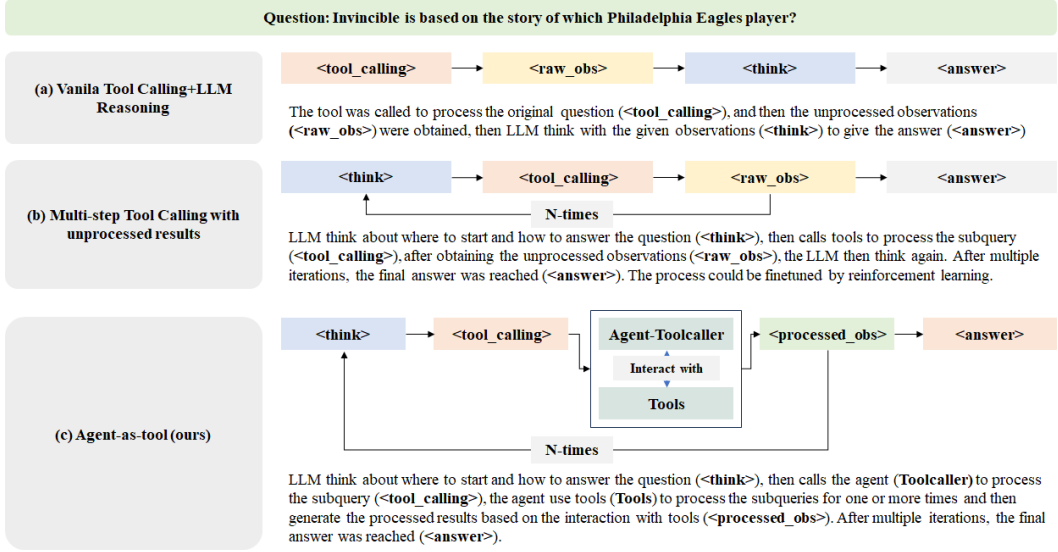 Question: Invincible is based on the story of which Philadelphia Eagles player?
(a) Vanila Tool Calling+LLM
Reasoning
<tool_calling>
<raw_obs>
<think>
<answer>
The tool was called to process the original question (<tool_calling>), and then the unprocessed observations
(<raw_obs>) were obtained, then LLM think with the given observations (<think>) to give the answer (<answer>)
(b) Multi-step Tool Calling with
unprocessed results
<think>
<tool_calling>
<raw_obs>
<answer>
N-times
LLM think about where to start and how to answer the question (<think>), then calls tools to process the subquery
(<tool_calling>), after obtaining the unprocessed observations (<raw_obs>), the LLM then think again. After multiple
iterations, the final answer was reached (<answer>). The process could be finetuned by reinforcement learning.
(c) Agent-as-tool (ours)
<think>
<tool_calling>
Agent-Toolcaller
Interact with
Tools
<processed_obs>
<answer>
N-times
LLM think about where to start and how to answer the question (<think>), then calls the agent (Toolcaller) to process
the subquery (<tool_calling>), the agent use tools (Tools) to process the subqueries for one or more times and then
generate the processed results based on the interaction with tools (<processed_obs>). After multiple iterations, the final
answer was reached (<answer>).